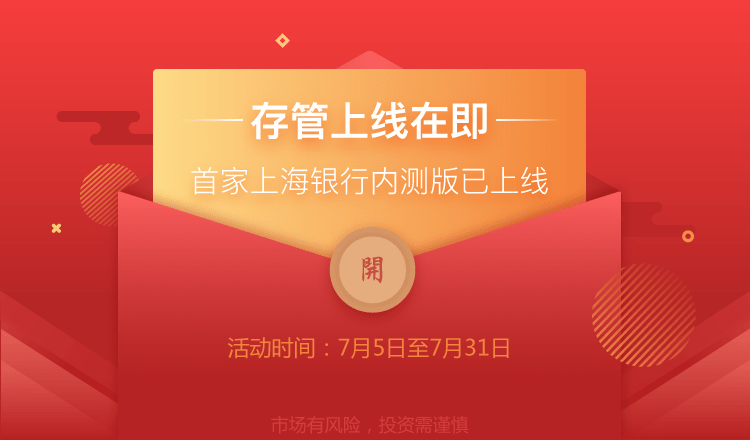 存管上线在即
首家上海银行内测版已上线
開
活动时间：7月5日至7月31日
市场有风险，投资需谨慎